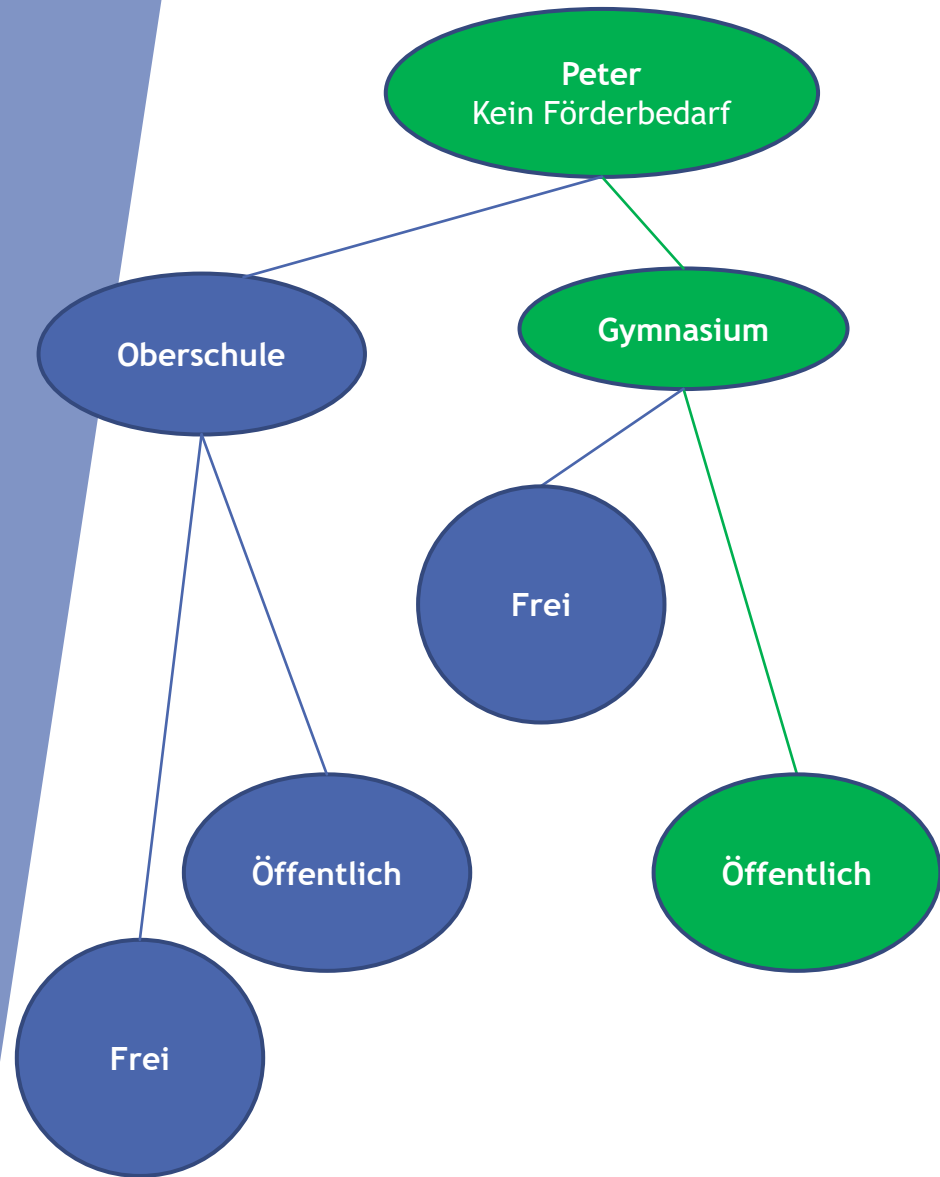 Peter
Kein Förderbedarf
Oberschule
Gymnasium
Frei
Öffentlich
Öffentlich
Frei